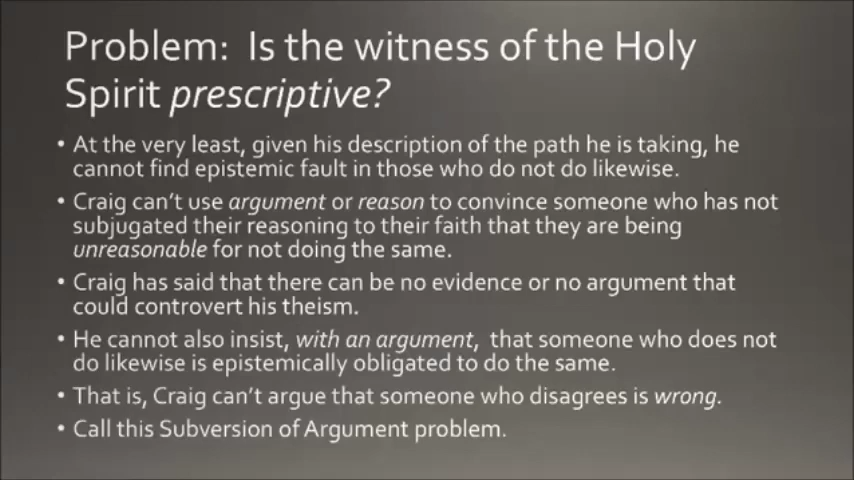 Problem:  Is the witness of the Holy
Spirit prescriptive?
• At the very least, given his description of the path he is taking, he
cannot find epistemic fault in those who do not do likewise.
• Craig can't use argument or reason to convince someone who has not
subjugated their reasoning to their faith that they are being
unreasonable for not doing the same.
• Craig has said that there can be no evidence or no argument that
could controvert his theism.
• He cannot also insist, with an argument,  that someone who does not
do likewise is epistemically obligated to do the same.
• That is, Craig can't argue that someone who disagrees is wrong.
• Call this Subversion of Argument problem.